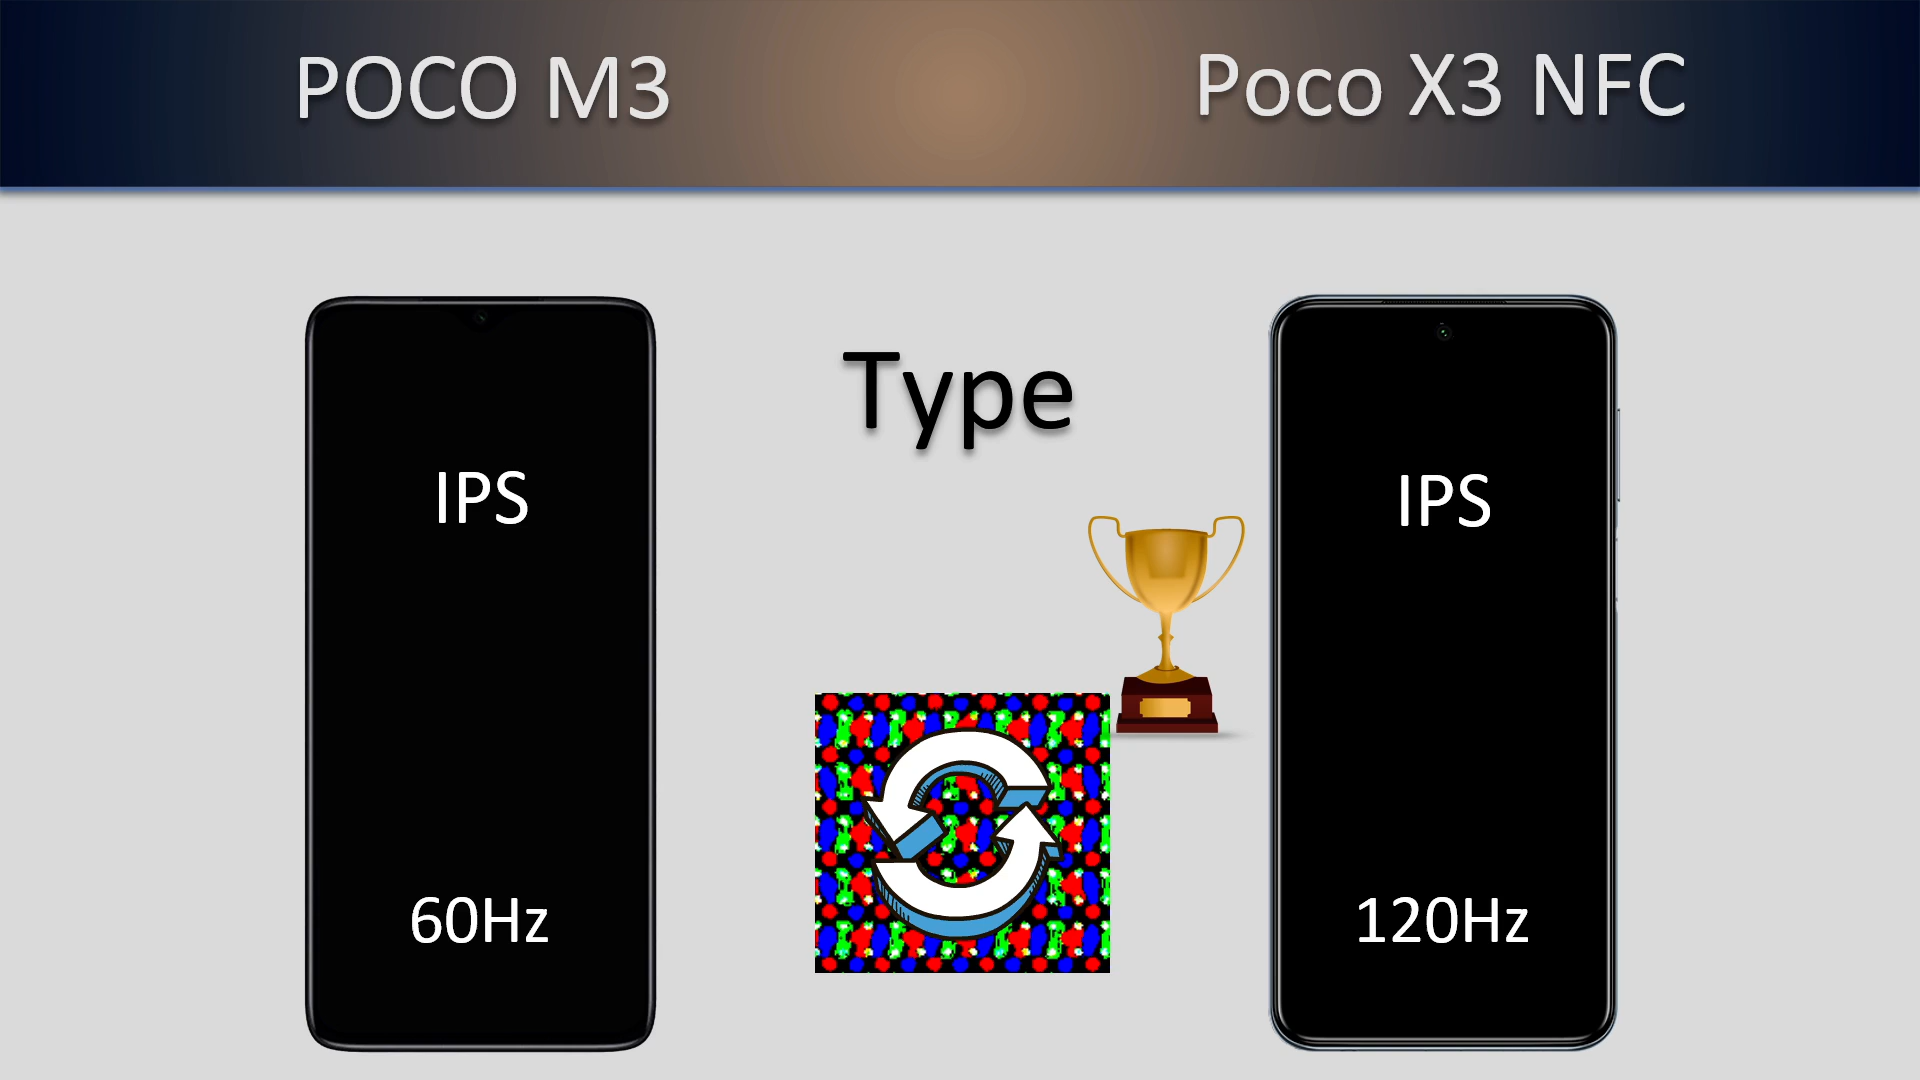 POCO M3
Poco X3 NFC
Type
IPS
IPS
60Hz
120Hz